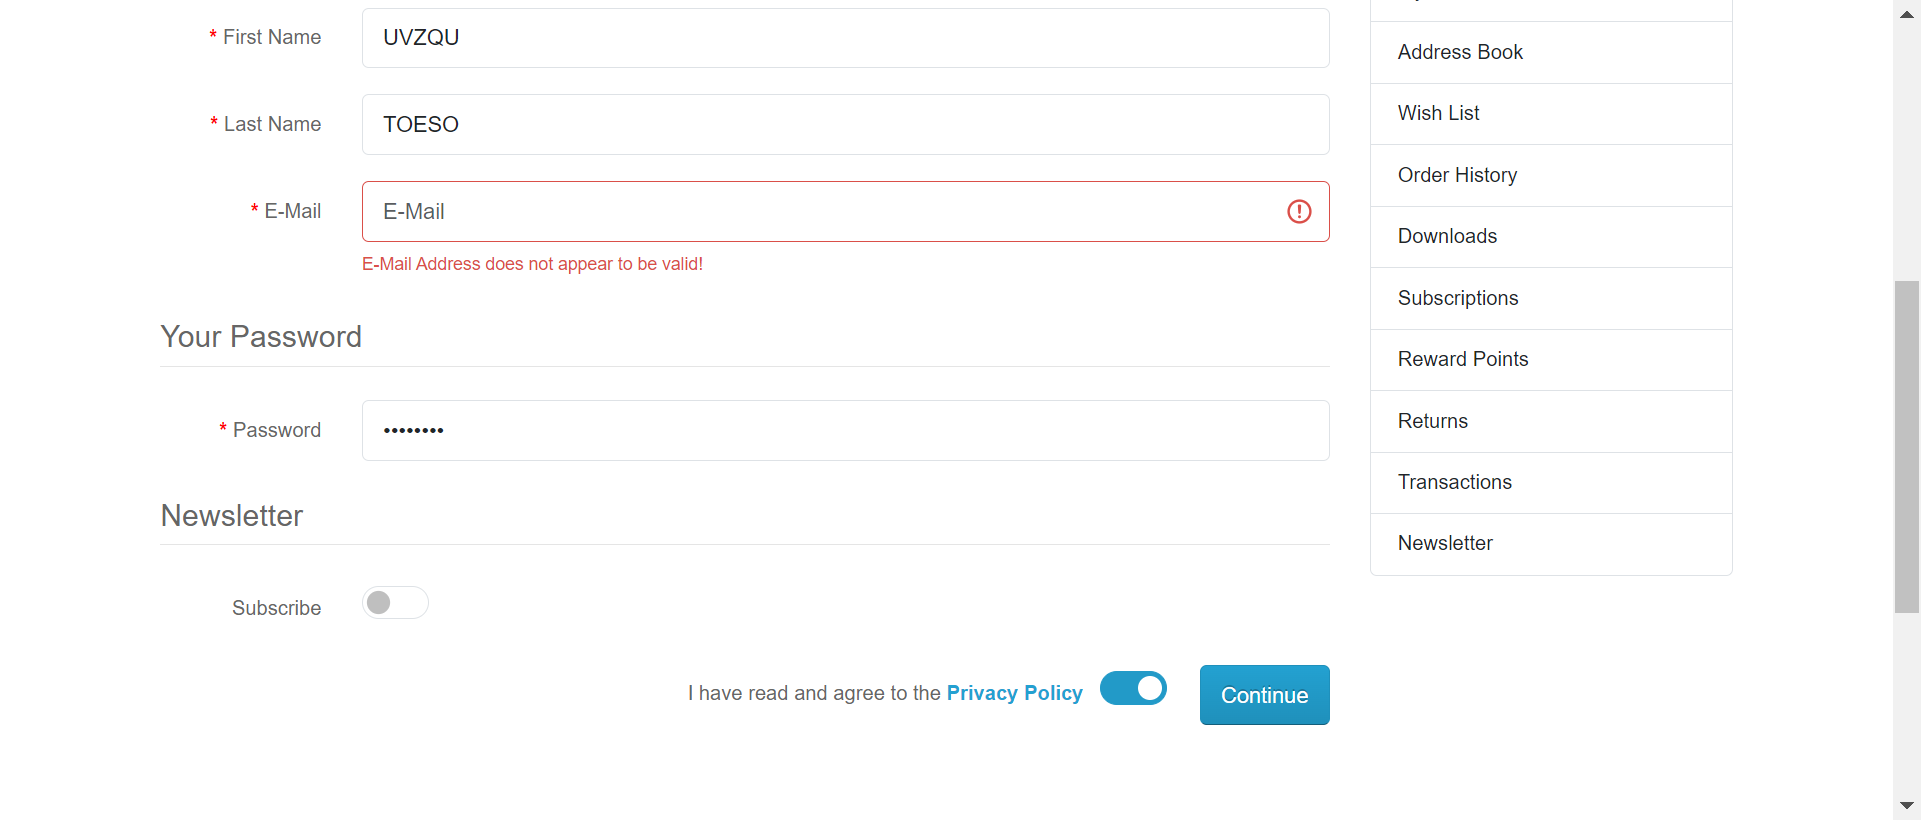 * First Name
UVZQU
* Last Name
TOESO
* E-Mail
E-Mail
E-Mail Address does not appear to be valid!
Your Password
* Password
••••••••
Newsletter
Subscribe
I have read and agree to the Privacy Policy
Continue
Address Book
Wish List
Order History
Downloads
Subscriptions
Reward Points
Returns
Transactions
Newsletter